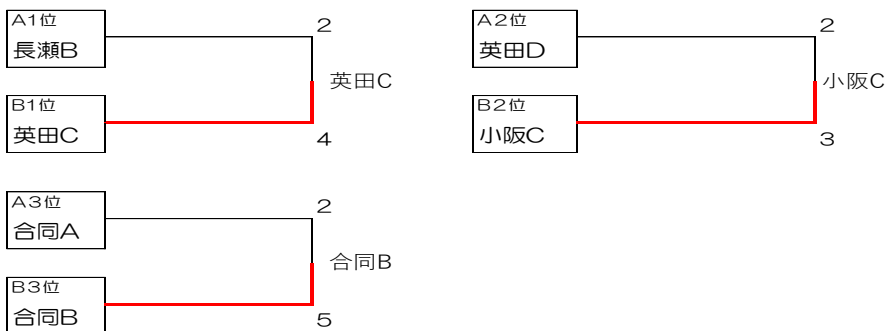 A1位
長瀬B
2
英田C
B1位
英田C
4
A2位
英田D
2
小阪C
B2位
小阪C
3
A3位
合同A
2
合同B
B3位
合同B
5